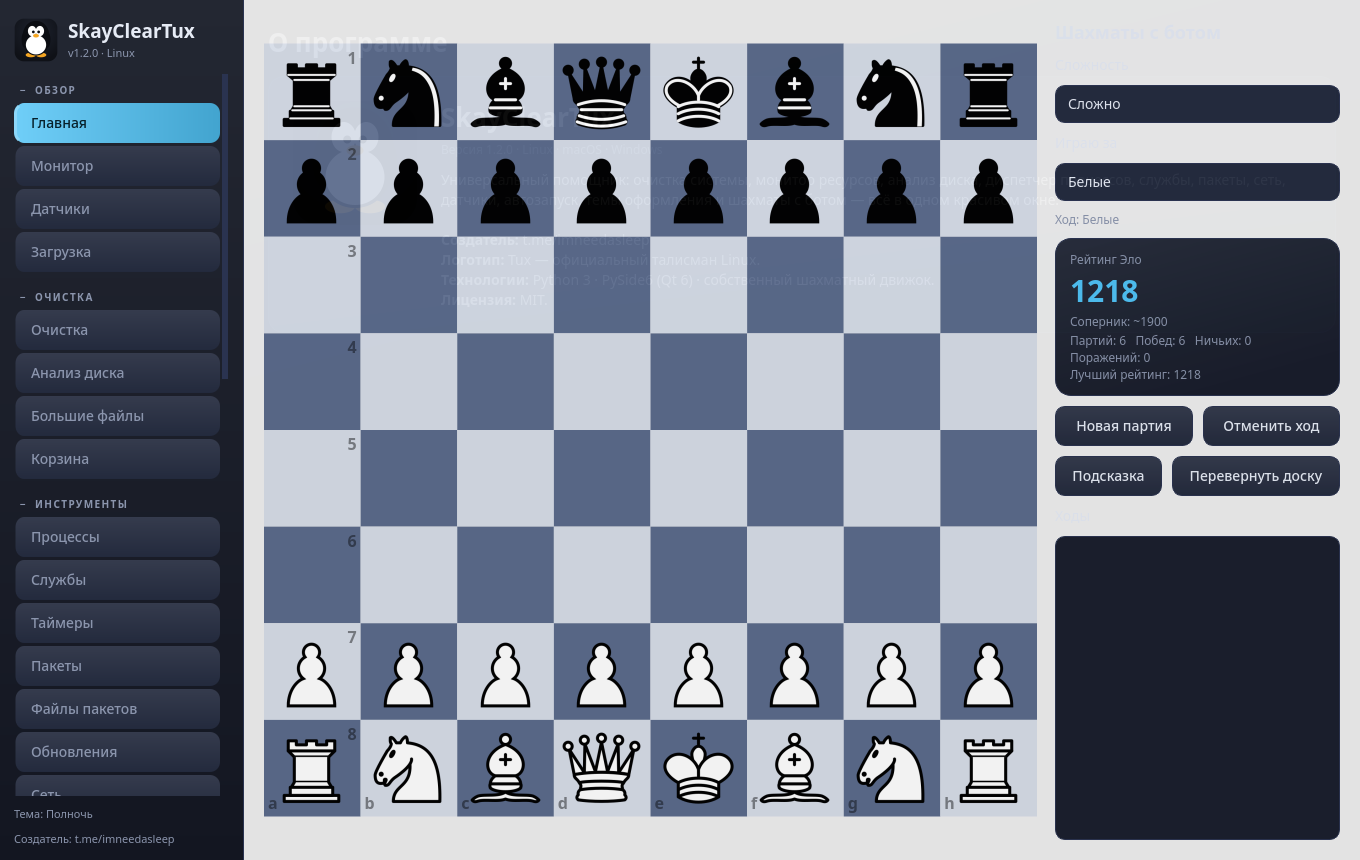 SkayClearTux
v1.2.0 · Linux
– ОБЗОР
Главная
Монитор
Датчики
Загрузка
– ОЧИСТКА
Очистка
Анализ диска
Большие файлы
Корзина
– ИНСТРУМЕНТЫ
Процессы
Службы
Таймеры
Пакеты
Файлы пакетов
Обновления
Сеть
Тема: Полночь
Создатель: t.me/imneedasleep
О программе
SkayClearTux
Создатель: t.me/imneedasleep
Логотип: Tux — официальный талисман Linux.
Технологии: Python 3 PySide6 (Qt 6) собственный шахматный движок.
Лицензия: MIT
1
2
3
4
5
6
7
8
a b c d e f g h
Шахматы с ботом
Сложно
Белые
Ход: Белые
Рейтинг Эло
1218
Соперник: ~1900
Партий: 6 Побед: 6 Ничьих: 0
Поражений: 0
Лучший рейтинг: 1218
Новая партия
Отменить ход
Подсказка
Перевернуть доску